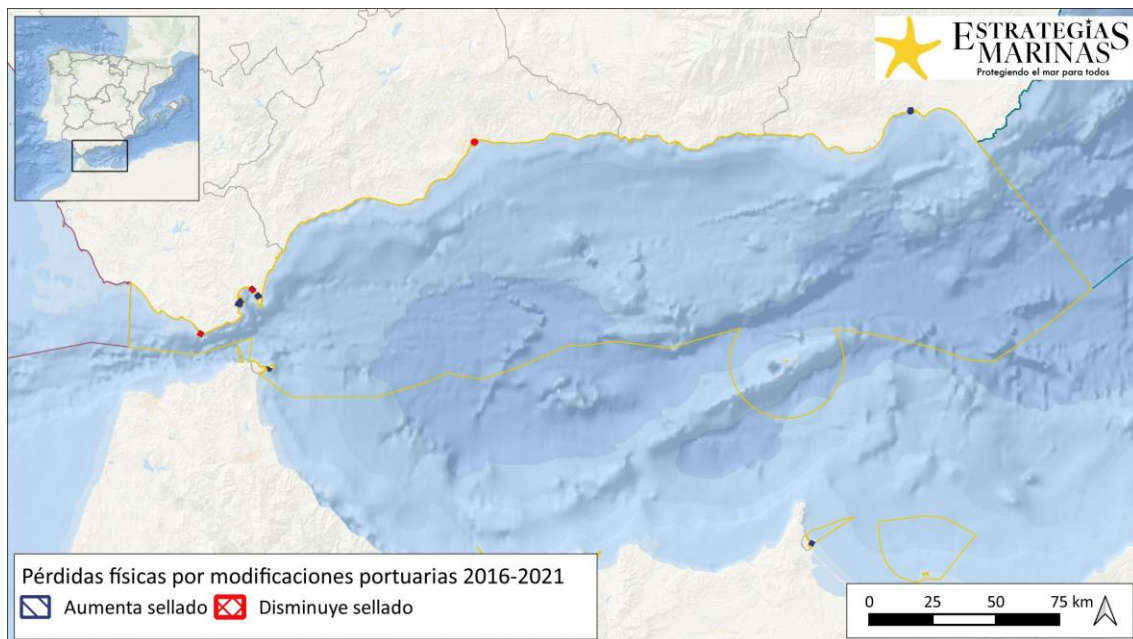 ESTRATEGIAS
MARINAS
Protegiendo el mar para todos
Pérdidas físicas por modificaciones portuarias 2016-2021
Aumenta sellado
Disminuye sellado
0 25 50 75 km